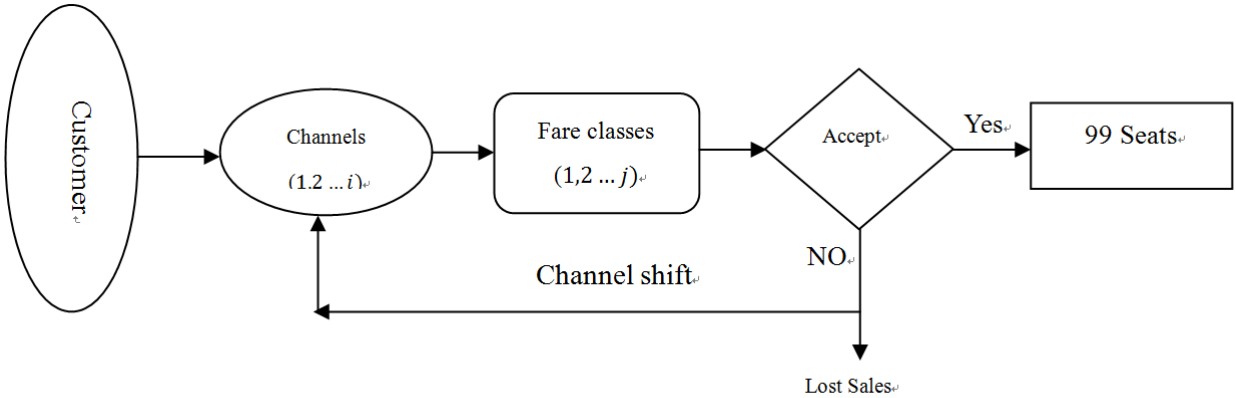 Customer
Channels
(1.2 ... i)
Fare classes
(1,2 ... j)
Accept
Yes
99 Seats
NO
Channel shift
Lost Sales